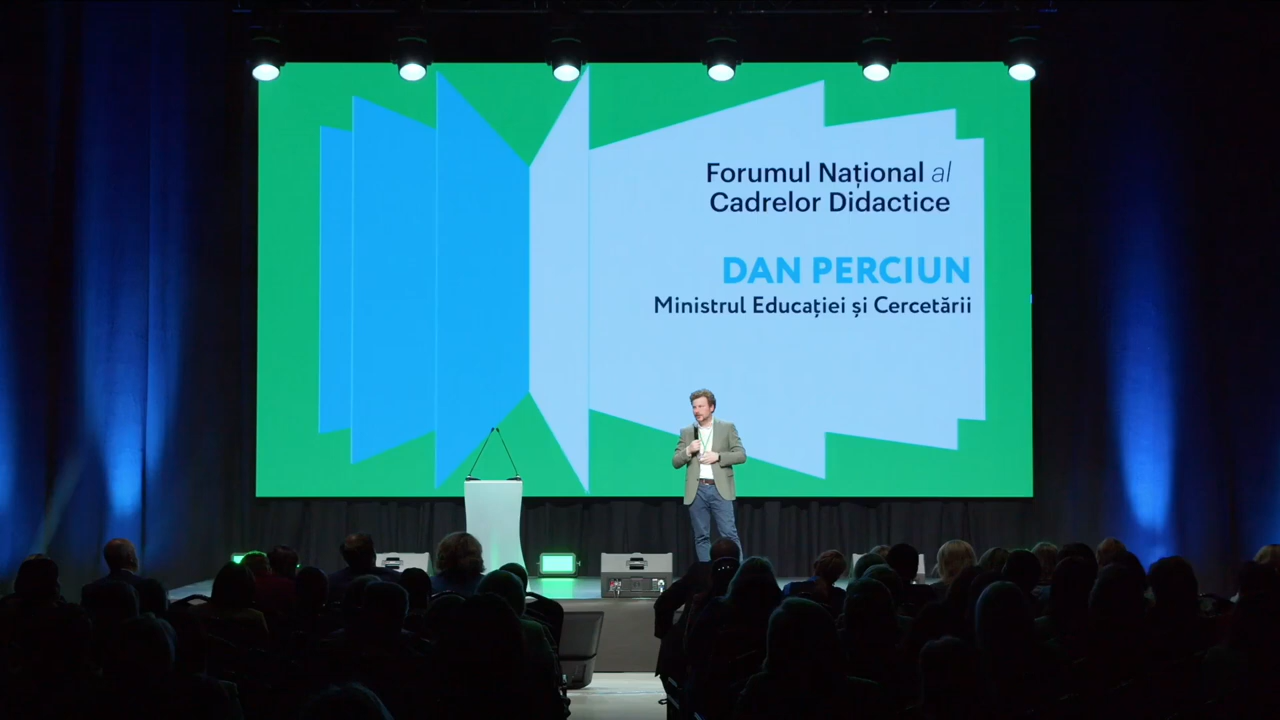 Forumul Național al
Cadrelor Didactice
DAN PERCIUN
Ministrul Educației și Cercetării